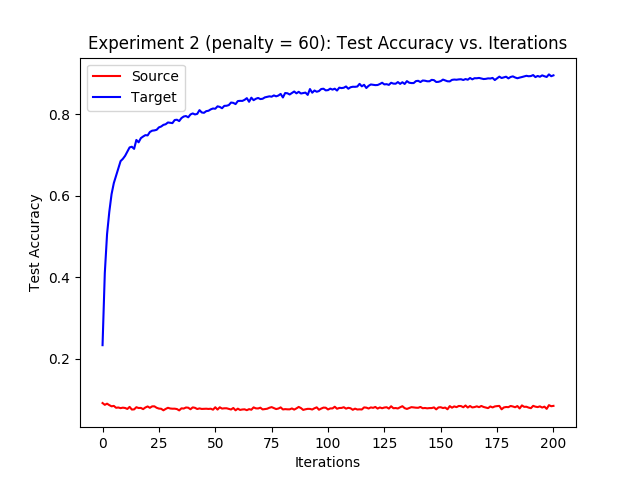 Experiment 2 (penalty = 60): Test Accuracy vs. Iterations
Source
Target
Test Accuracy
0.8
0.6
0.4
0.2
0 25 50 75 100 125 150 175 200
Iterations